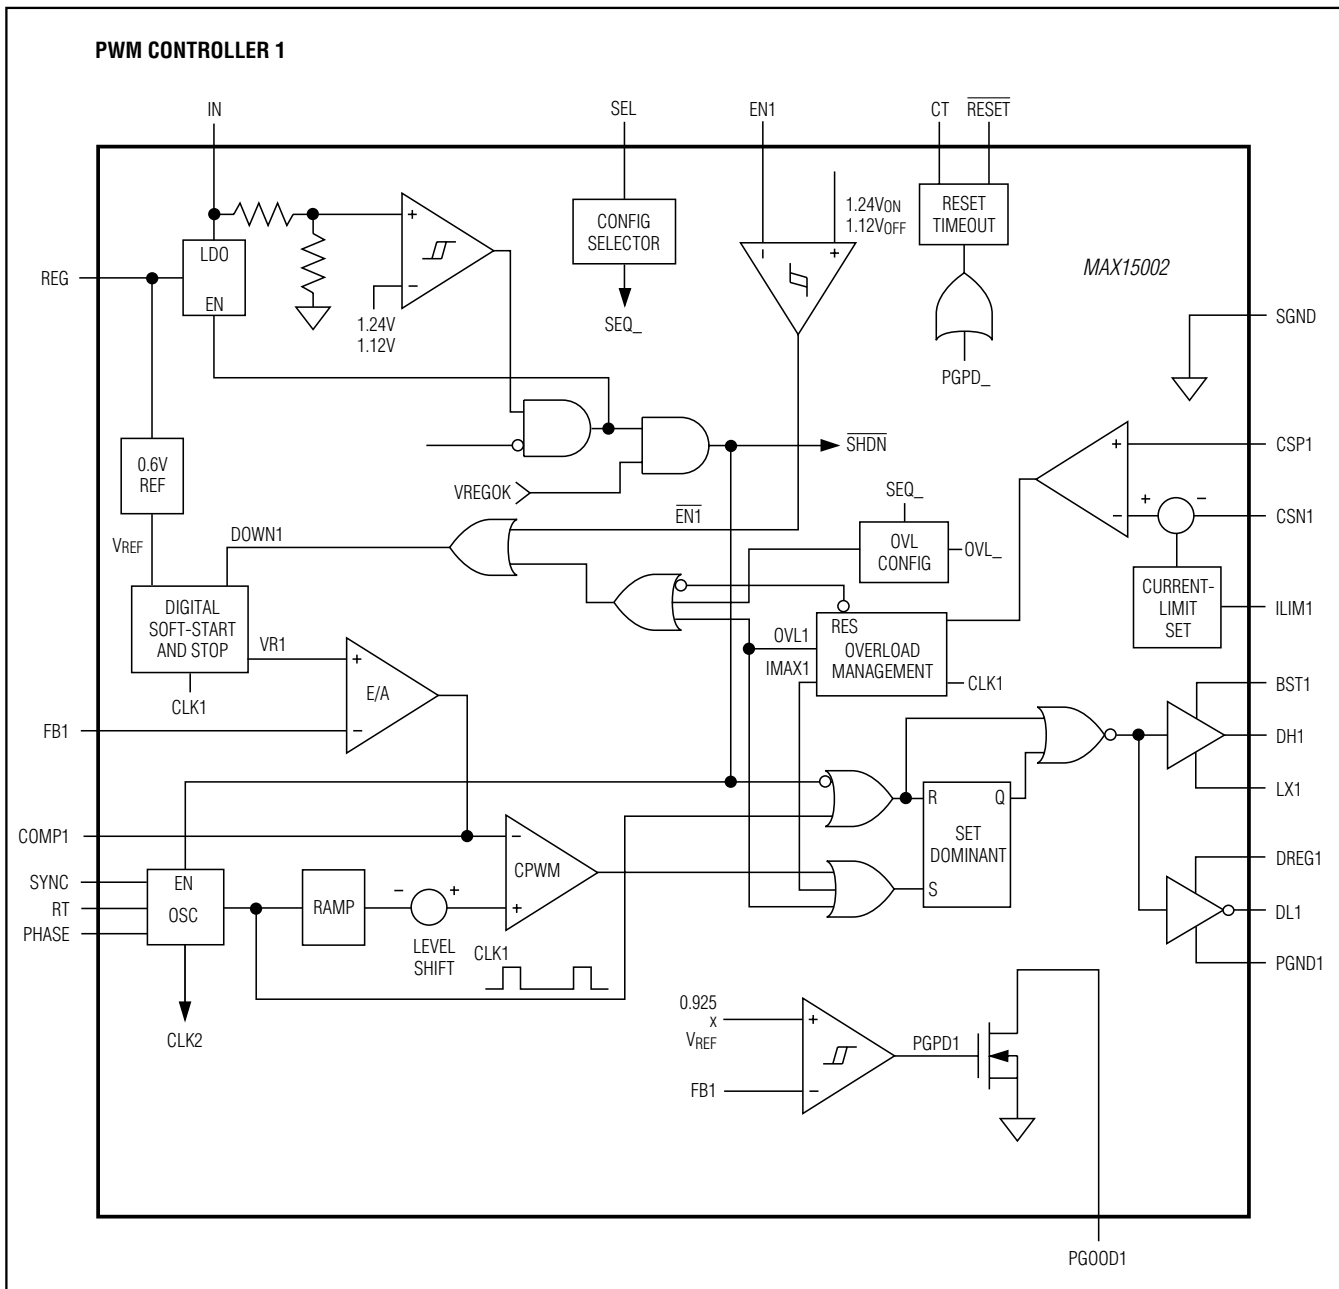 PWM CONTROLLER 1
IN
SEL
EN1
CT
RESET
1.24VON
1.12VOFF
CONFIG
SELECTOR
RESET
TIMEOUT
+
+
LDO
MAX15002
REG
EN
SGND
1.24V
1.12V
SEQ_
PGPD_
0.6V
REF
SHDN
+
CSP1
VREGOK
SEQ_
+
−
CSN1
EN1
−
VREF
DOWN1
OVL
CONFIG
OVL_
CURRENT-
LIMIT
SET
ILIM1
DIGITAL
SOFT-START
AND STOP
VR1
+
E/A
−
OVL1
IMAX1
RES
OVERLOAD
MANAGEMENT
CLK1
CLK1
BST1
FB1
DH1
R
Q
LX1
COMP1
−
CPWM
+
SET
DOMINANT
S
DREG1
SYNC
RT
PHASE
EN
OSC
RAMP
−
+
DL1
LEVEL
SHIFT
CLK1
PGND1
0.925
x
VREF
+
CLK2
PGPD1
FB1
−
PGOOD1